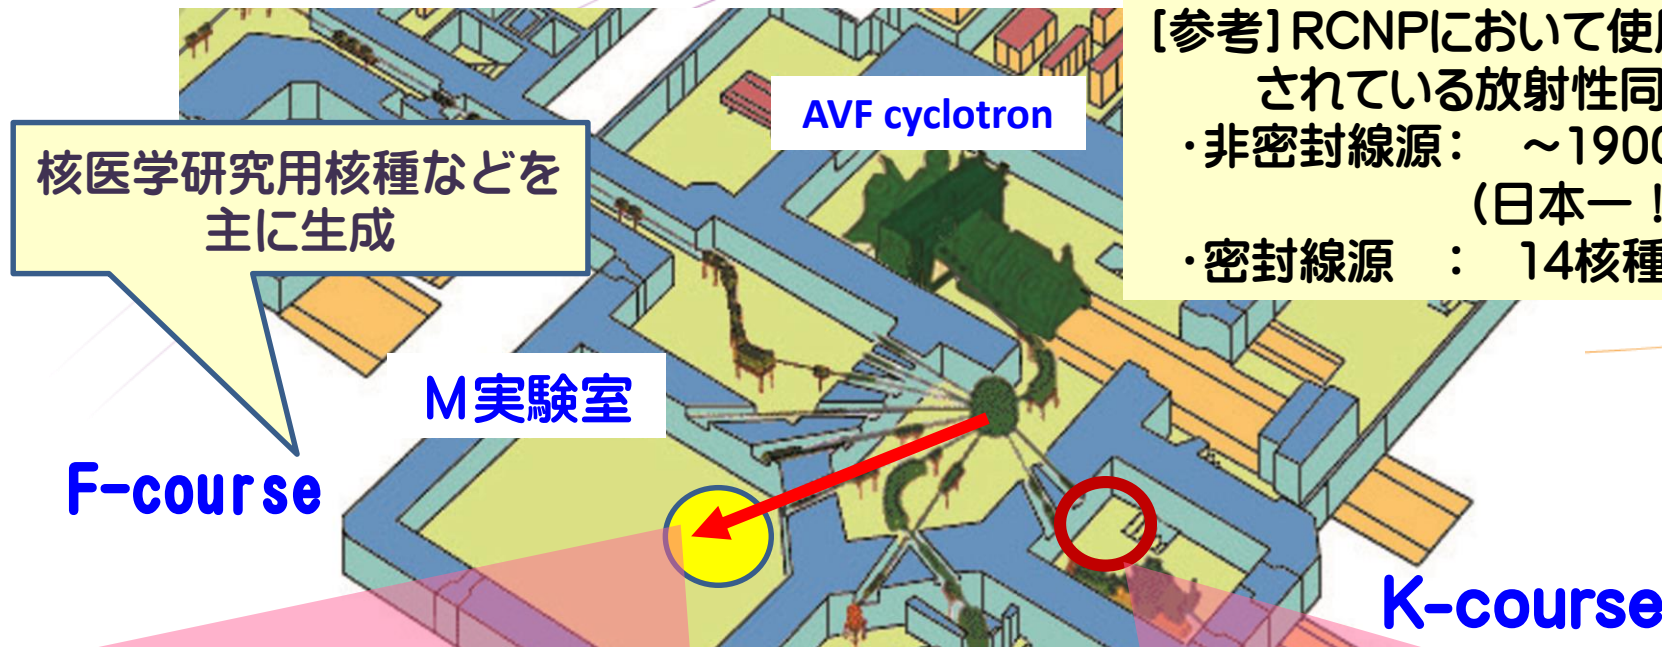 [参考]RCNPにおいて使
されている放射性同
・非密封線源： ～1900
(日本一！
・密封線源 ： 14核種
AVF cyclotron
核医学研究用核種などを
主に生成
M実験室
F-course
K-course